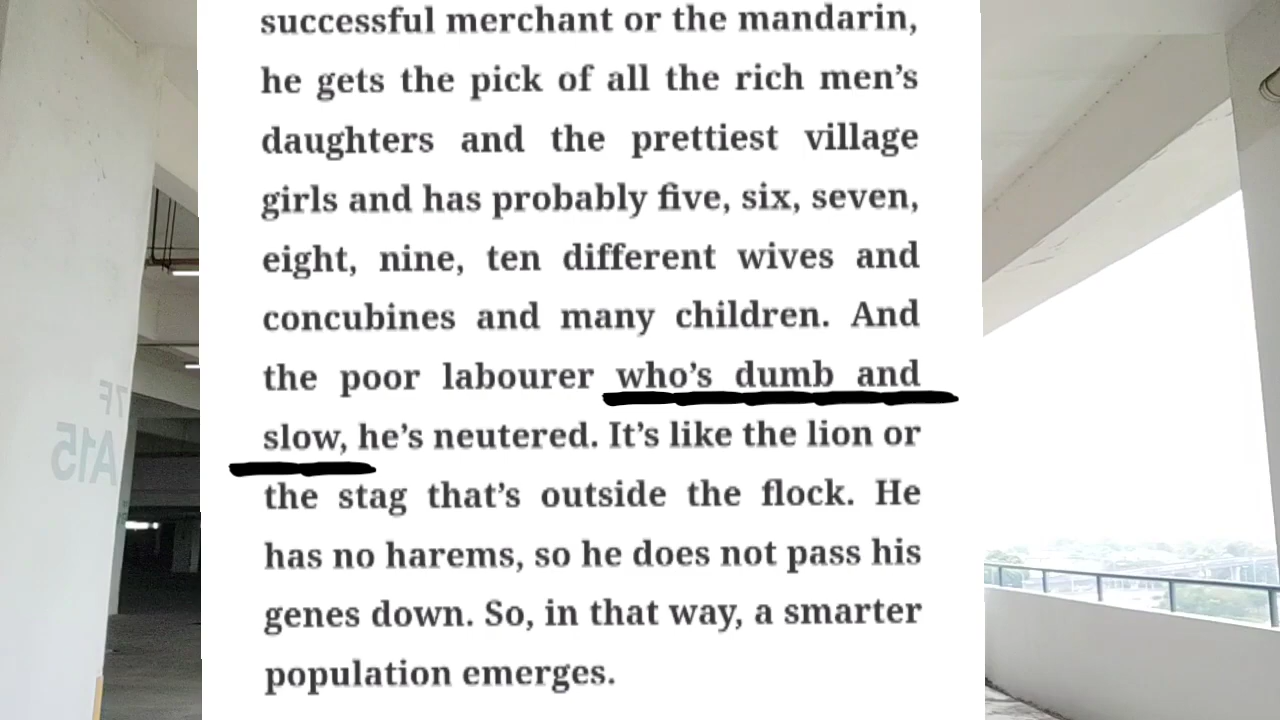 successful merchant or the mandarin,
he gets the pick of all the rich men's
daughters and the prettiest village
girls and has probably five, six, seven,
eight, nine, ten different wives and
concubines and many children. And
the poor labourer who's dumb and
slow, he's neutered. It's like the lion or
the stag that's outside the flock. He
has no harems, so he does not pass his
genes down. So, in that way, a smarter
population emerges.
7F
A15